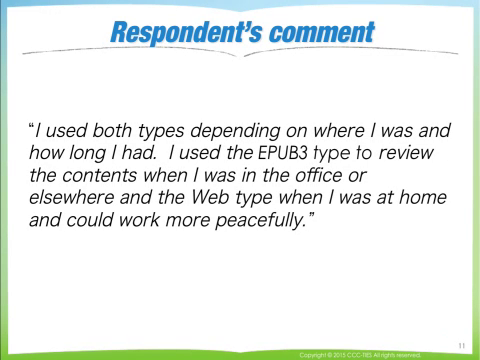 Respondent's comment
“I used both types depending on where I was and
how long I had.  I used the EPUB3 type to review
the contents when I was in the office or
elsewhere and the Web type when I was at home
and could work more peacefully.”
11
Copyright © 2015 CCC-TIES All rights reserved.